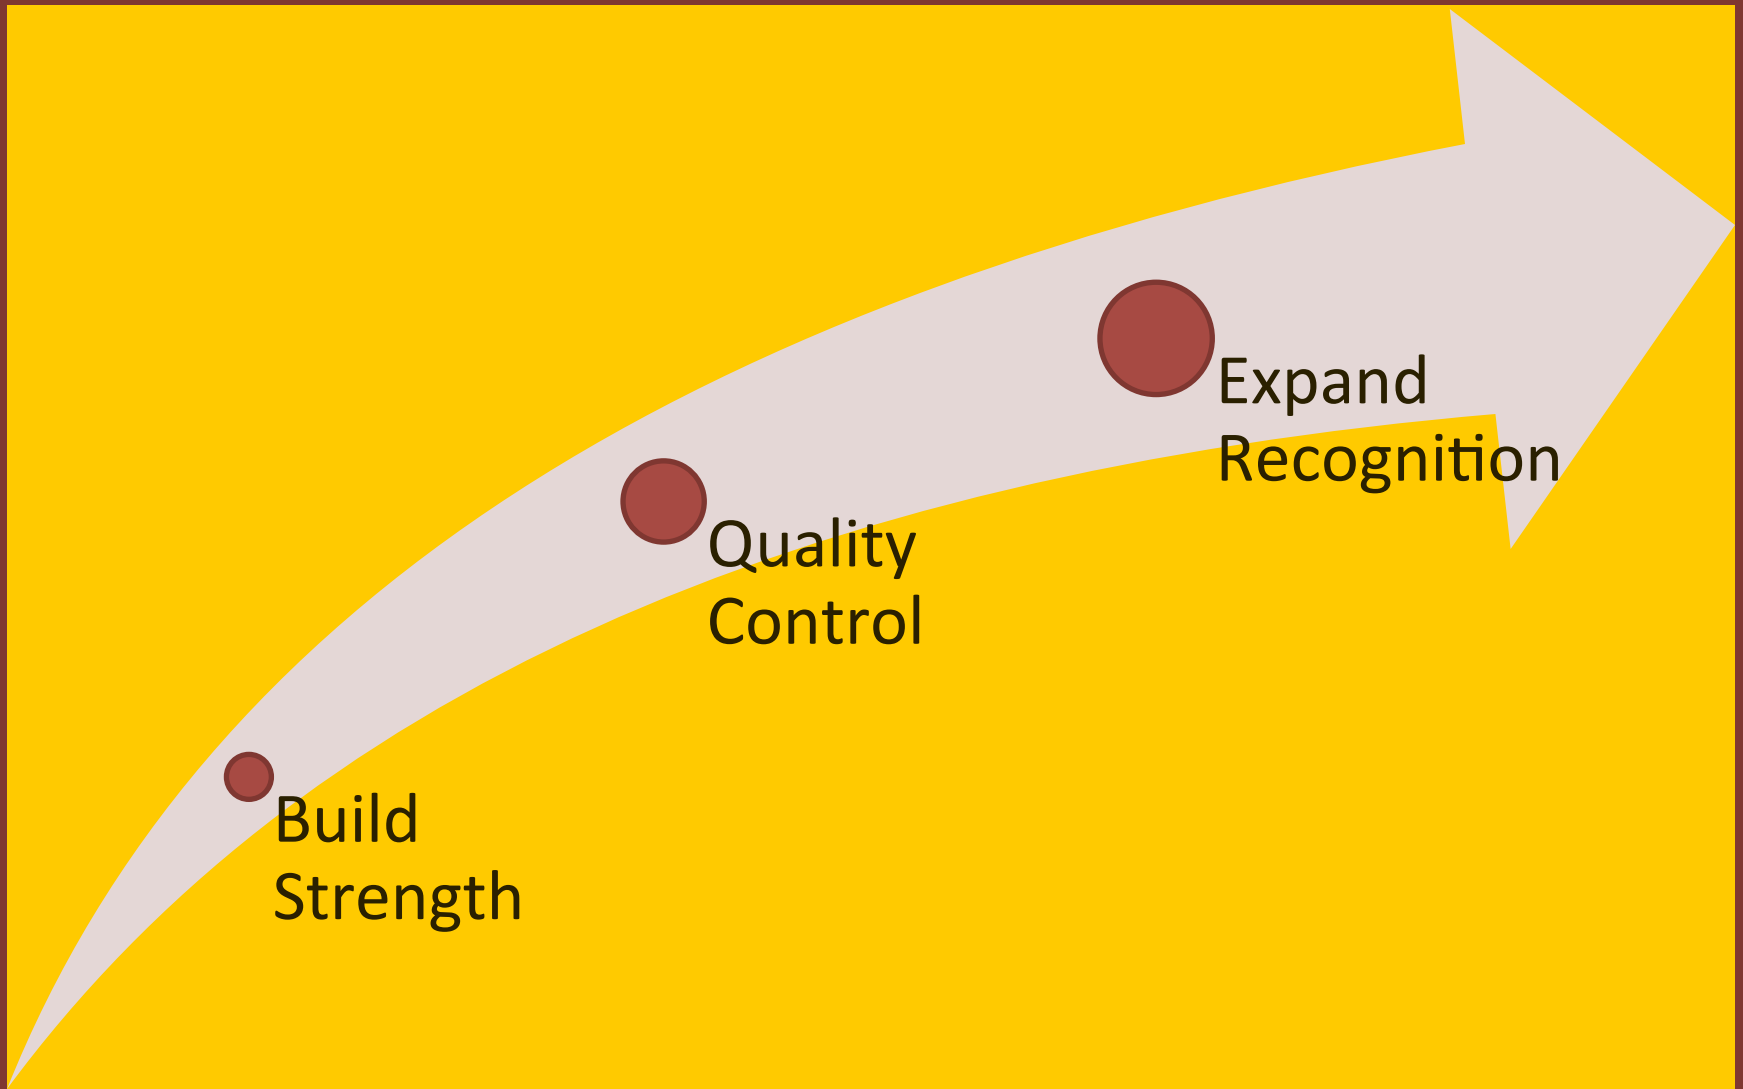 Expand
Recognition
Quality
Control
Build
Strength